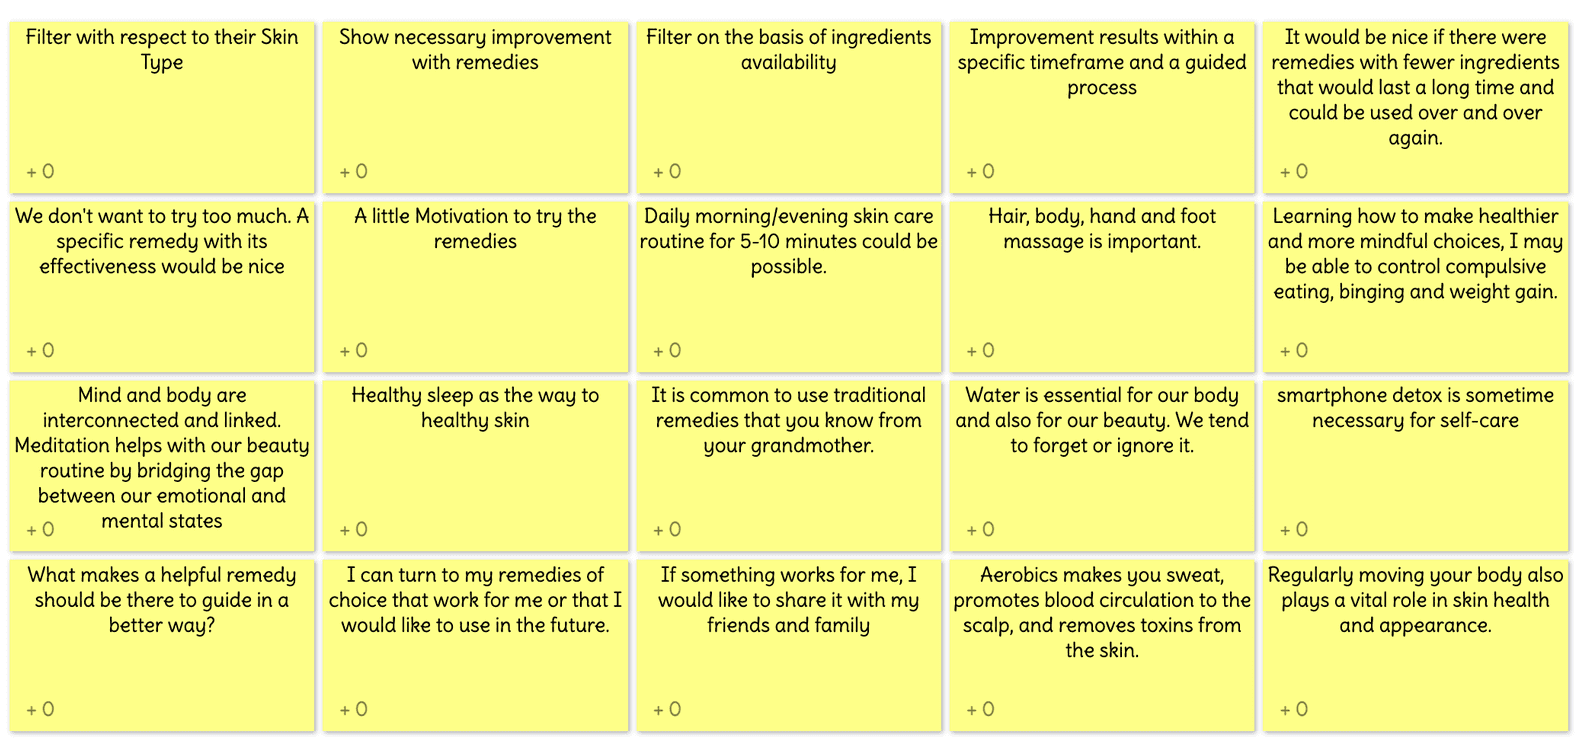 Filter with respect to their Skin
Type
+ 0
Show necessary improvement
with remedies
+ 0
Filter on the basis of ingredients
availability
+ 0
Improvement results within a
specific timeframe and a guided
process
+ 0
It would be nice if there were
remedies with fewer ingredients
that would last a long time and
could be used over and over
again.
+ 0
We don't want to try too much. A
specific remedy with its
effectiveness would be nice
+ 0
A little Motivation to try the
remedies
+ 0
Daily morning/evening skin care
routine for 5-10 minutes could be
possible.
+ 0
Hair, body, hand and foot
massage is important.
+ 0
Learning how to make healthier
and more mindful choices, I may
be able to control compulsive
eating, binging and weight gain.
+ 0
Mind and body are
interconnected and linked.
Meditation helps with our beauty
routine by bridging the gap
between our emotional and
mental states
+ 0
Healthy sleep as the way to
healthy skin
+ 0
It is common to use traditional
remedies that you know from
your grandmother.
+ 0
Water is essential for our body
and also for our beauty. We tend
to forget or ignore it.
+ 0
smartphone detox is sometime
necessary for self-care
+ 0
What makes a helpful remedy
should be there to guide in a
better way?
+ 0
I can turn to my remedies of
choice that work for me or that I
would like to use in the future.
+ 0
If something works for me, I
would like to share it with my
friends and family
+ 0
Aerobics makes you sweat,
promotes blood circulation to the
scalp, and removes toxins from
the skin.
+ 0
Regularly moving your body also
plays a vital role in skin health
and appearance.
+ 0